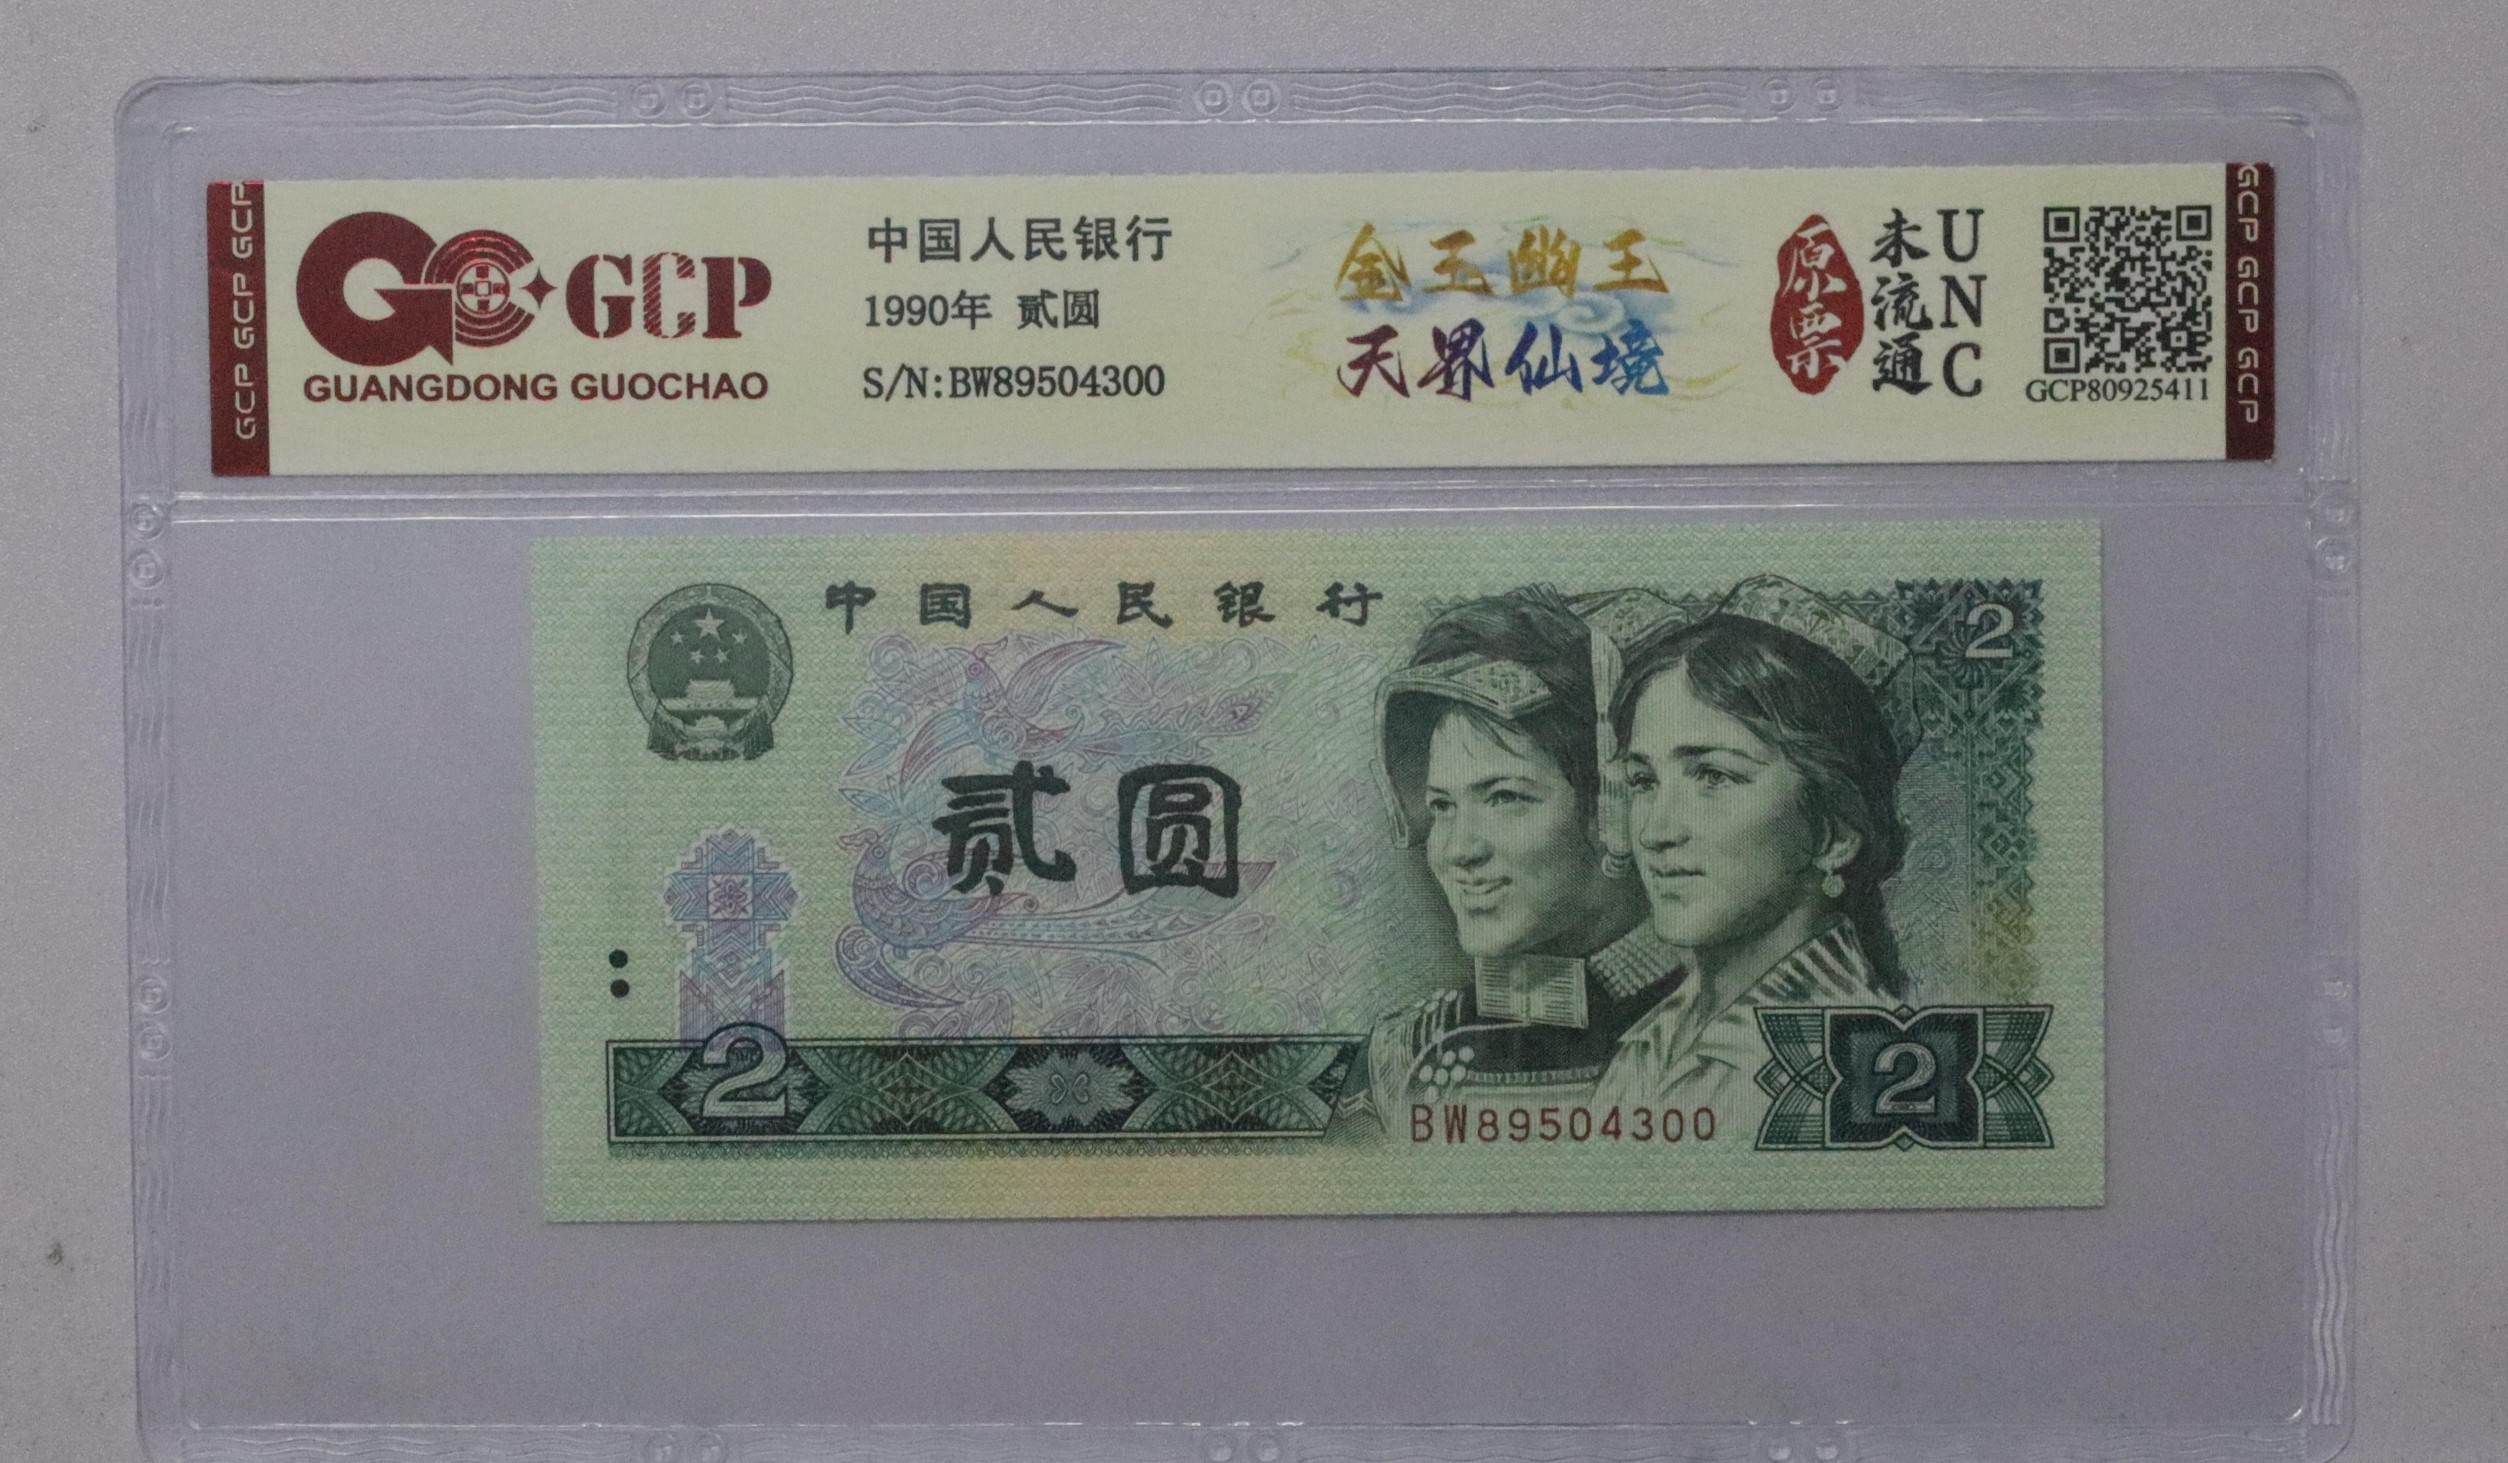 GCP GCP GCP
GCP
GUANGDONG GUOCHAO
中国人民银行
1990年 贰圆
S/N:BW89504300
金玉幽王
天界仙境
原票
未流通
UNC
GCP80925411
GCP GCP GCP
中国人民银行
2
贰圆
2
BW89504300
2